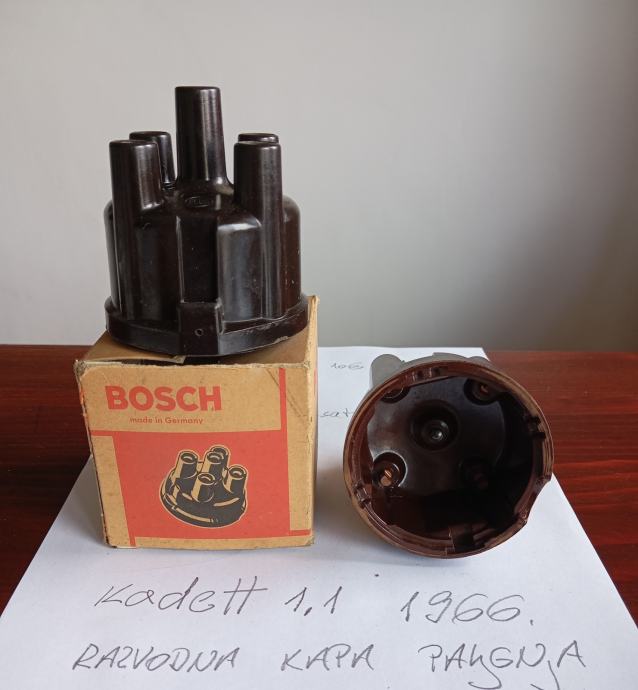 BOSCH
made in Germany
Kadett 1,1 1966.
RAZVODNA KAPA PALJENJA